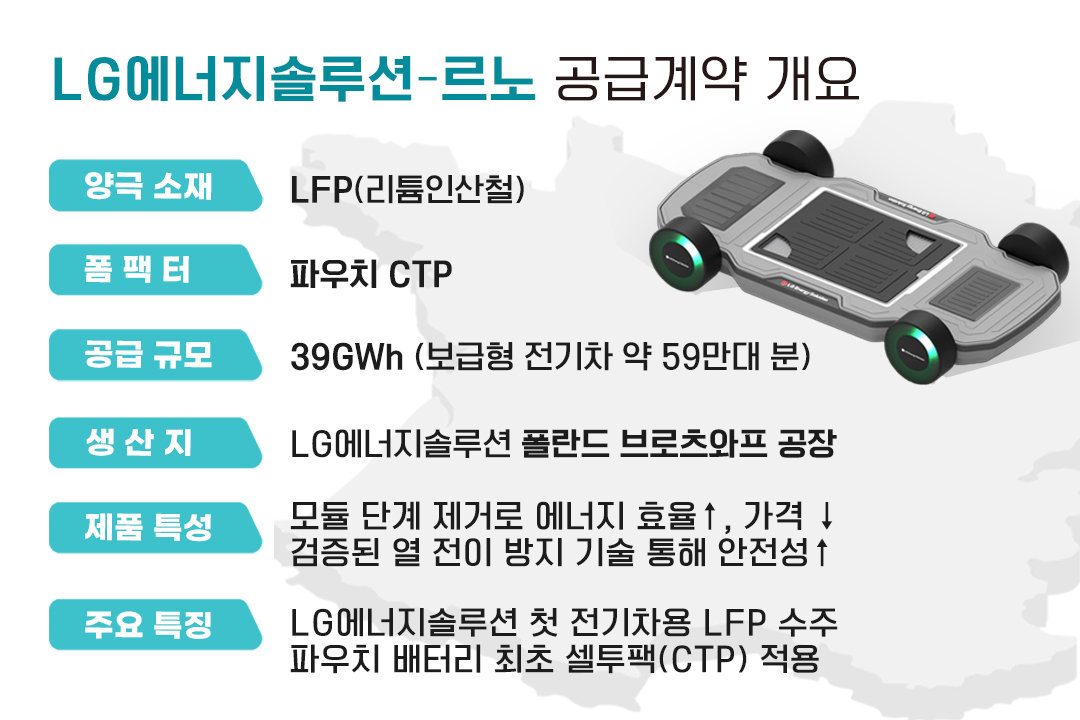 LG에너지솔루션-르노 공급계약 개요
양극 소재
LFP(리튬인산철)
폼 팩 터
파우치 CTP
공급 규모
39GWh (보급형 전기차 약 59만대 분)
생 산 지
LG에너지솔루션 폴란드 브로츠와프 공장
제품 특성
모듈 단계 제거로 에너지 효율↑, 가격 ↓
검증된 열 전이 방지 기술 통해 안전성↑
주요 특징
LG에너지솔루션 첫 전기차용 LFP 수주
파우치 배터리 최초 셀투팩(CTP) 적용
LG Energy Solution
LG Energy Solution